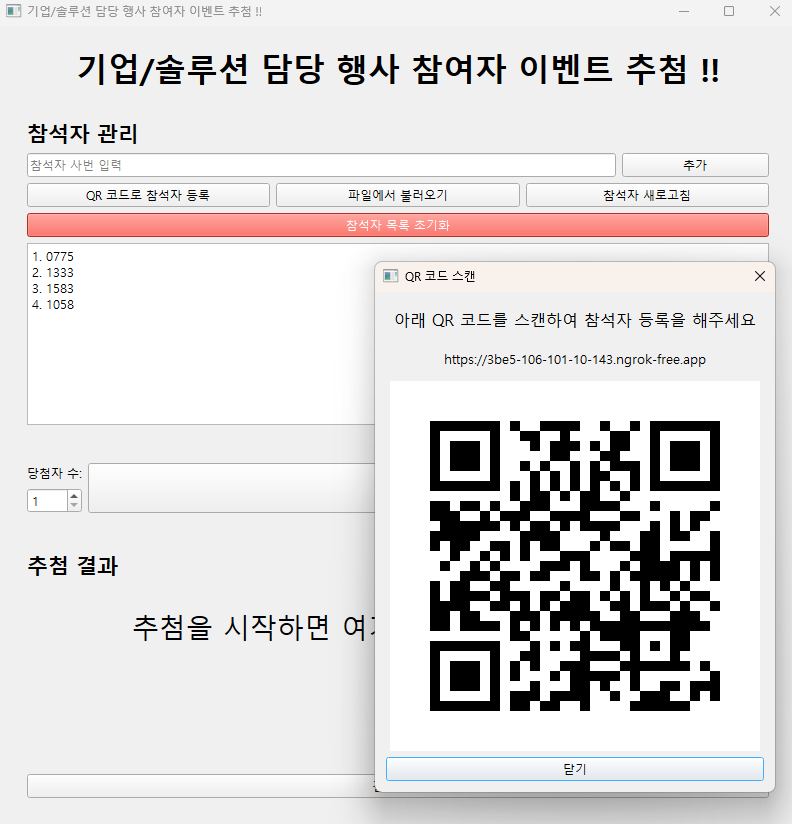 기업/솔루션 담당 행사 참여자 이벤트 추첨 !!
기업/솔루션 담당 행사 참여자 이벤트 추첨 !!
참석자 관리
참석자 사번 입력
추가
QR 코드로 참석자 등록
파일에서 불러오기
참석자 새로고침
참석자 목록 초기화
1. 0775
2. 1333
3. 1583
4. 1058
당첨자 수:
1
추첨 결과
추첨을 시작하면
QR 코드 스캔
아래 QR 코드를 스캔하여 참석자 등록을 해주세요
https://3be5-106-101-10-143.ngrok-free.app
닫기